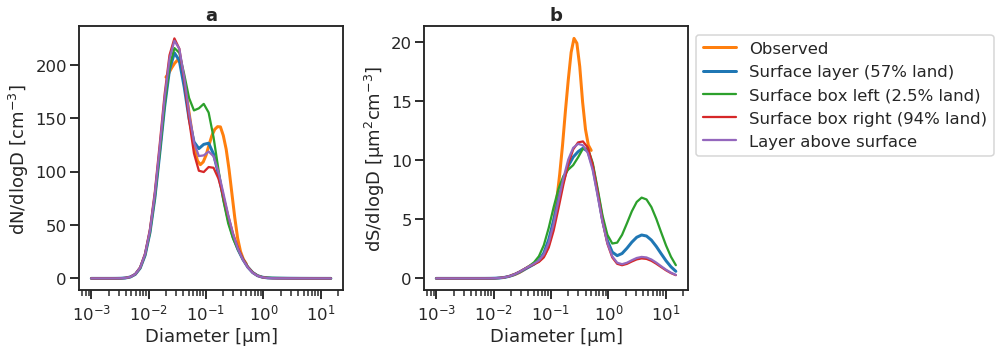 a
dN/dlogD [cm⁻³]
200
150
100
50
0
10⁻³ 10⁻² 10⁻¹ 10⁰ 10¹
Diameter [µm]
b
dS/dlogD [µm²cm⁻³]
20
15
10
5
0
10⁻³ 10⁻² 10⁻¹ 10⁰ 10¹
Diameter [µm]
Observed
Surface layer (57% land)
Surface box left (2.5% land)
Surface box right (94% land)
Layer above surface